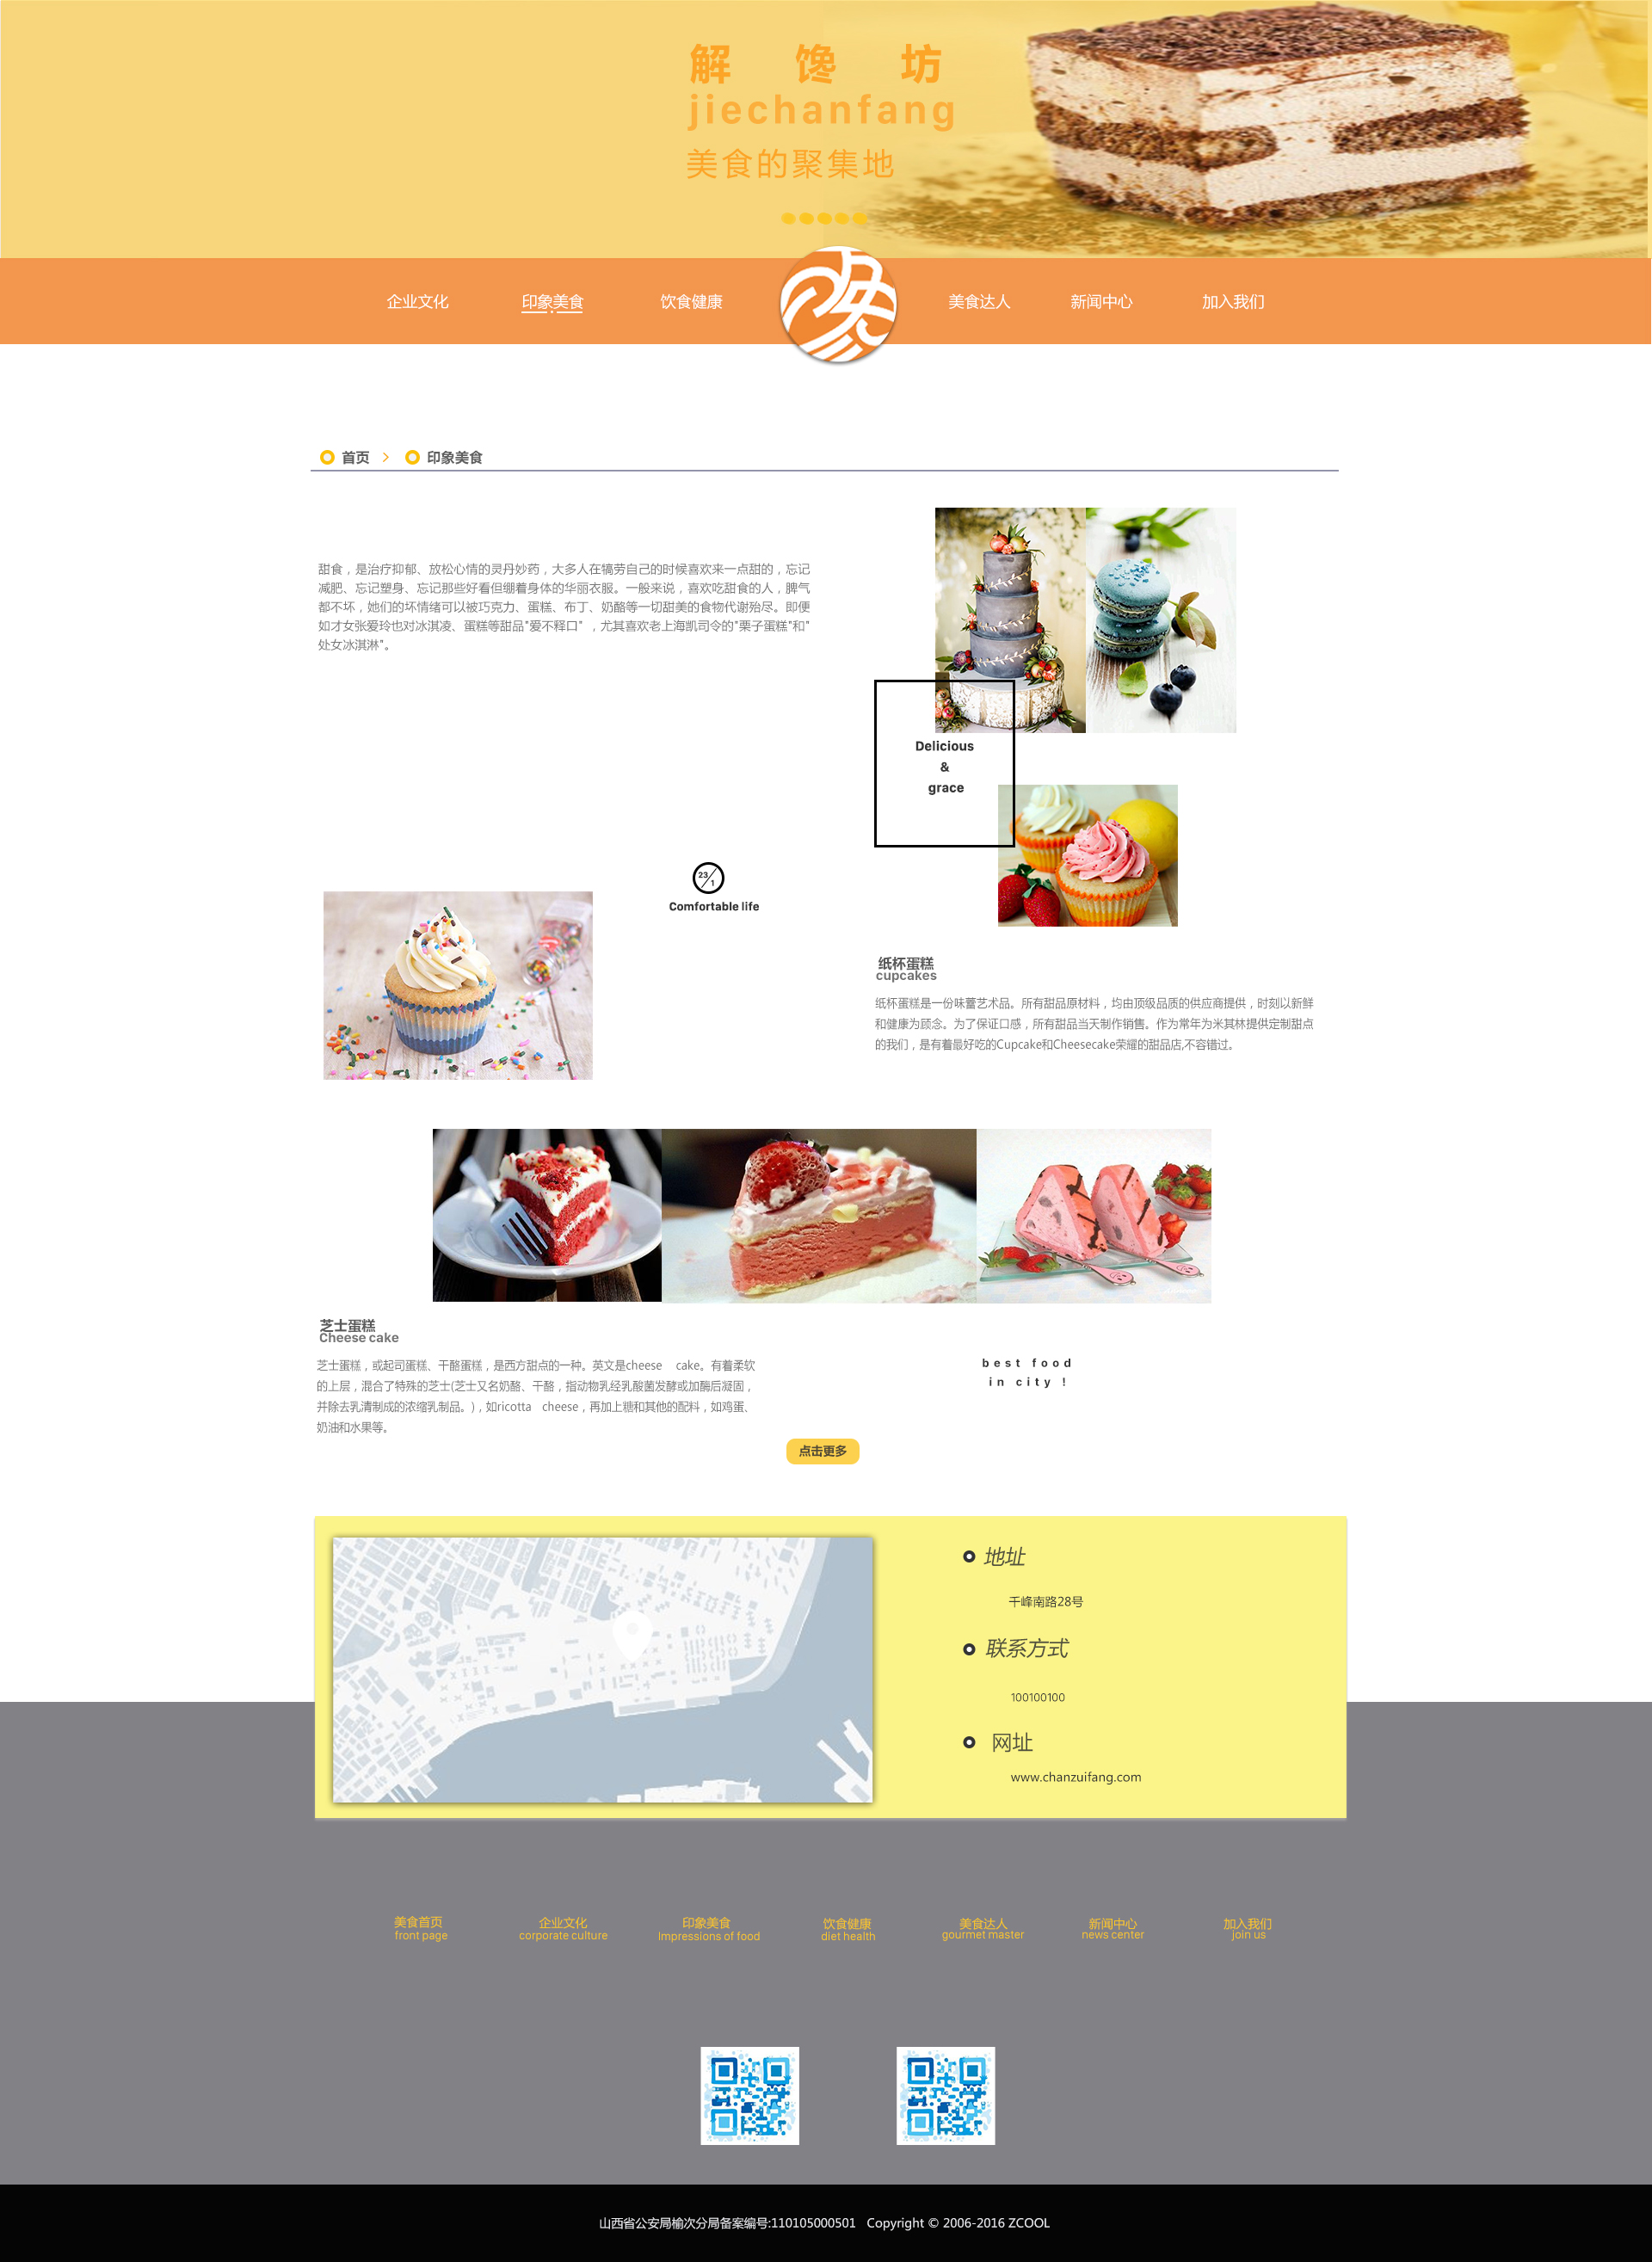 解馋坊
jiechanfang
美食的聚集地
企业文化
印象美食
饮食健康
美食达人
新闻中心
加入我们
首页 > 印象美食
甜食，是治疗抑郁、放松心情的灵丹妙药，大多人在犒劳自己的时候喜欢来一点甜的，忘记
减肥、忘记塑身、忘记那些好看但绷着身体的华丽衣服。一般来说，喜欢吃甜食的人，脾气
都不坏，她们的坏情绪可以被巧克力、蛋糕、布丁、奶酪等一切甜美的食物代谢殆尽。即便
如才女张爱玲也对冰淇凌、蛋糕等甜品"爱不释口"，尤其喜欢老上海凯司令的"栗子蛋糕"和"
处女冰淇淋"。
Delicious
&
grace
23/1
Comfortable life
纸杯蛋糕
cupcakes
纸杯蛋糕是一份味蕾艺术品。所有甜品原材料，均由顶级品质的供应商提供，时刻以新鲜
和健康为顾念。为了保证口感，所有甜品当天制作销售。作为常年为米其林提供定制甜点
的我们，是有着最好吃的Cupcake和Cheesecake荣耀的甜品店,不容错过。
芝士蛋糕
Cheese cake
芝士蛋糕，或起司蛋糕、干酪蛋糕，是西方甜点的一种。英文是cheese cake。有着柔软
的上层，混合了特殊的芝士(芝士又名奶酪、干酪，指动物乳经乳酸菌发酵或加酶后凝固，
并除去乳清制成的浓缩乳制品。)，如ricotta cheese，再加上糖和其他的配料，如鸡蛋、
奶油和水果等。
best food
in city !
点击更多
地址
千峰南路28号
联系方式
100100100
网址
www.chanzuifang.com
美食首页
front page
企业文化
corporate culture
印象美食
Impressions of food
饮食健康
diet health
美食达人
gourmet master
新闻中心
news center
加入我们
join us
山西省公安局榆次分局备案编号:110105000501 Copyright © 2006-2016 ZCOOL